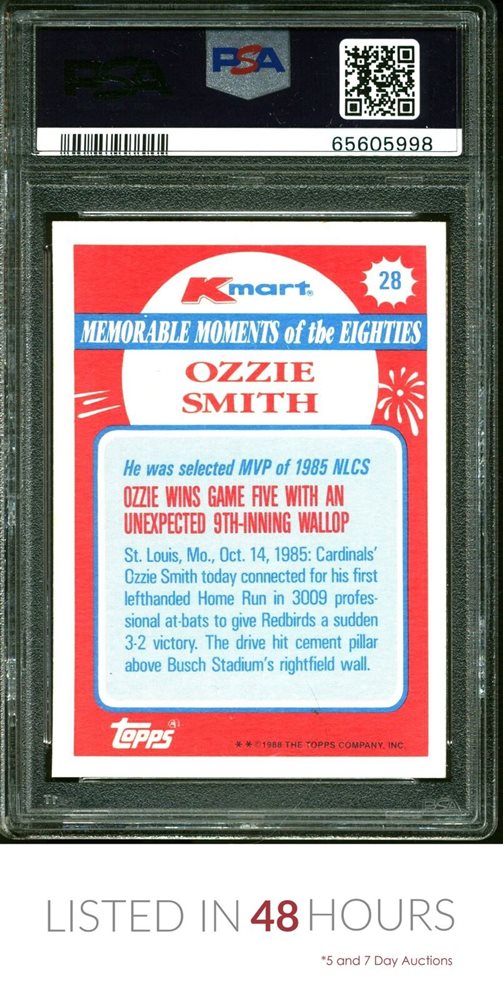 PSA
PSA
65605998
28
Kmart®
MEMORABLE MOMENTS of the EIGHTIES
OZZIE
SMITH
He was selected MVP of 1985 NLCS
OZZIE WINS GAME FIVE WITH AN
UNEXPECTED 9TH-INNING WALLOP
St. Louis, Mo., Oct. 14, 1985: Cardinals'
Ozzie Smith today connected for his first
lefthanded Home Run in 3009 profes-
sional at-bats to give Redbirds a sudden
3-2 victory. The drive hit cement pillar
above Busch Stadium's rightfield wall.
topps®
**©1988 THE TOPPS COMPANY, INC.
PSA
LISTED IN 48 HOURS
*5 and 7 Day Auctions